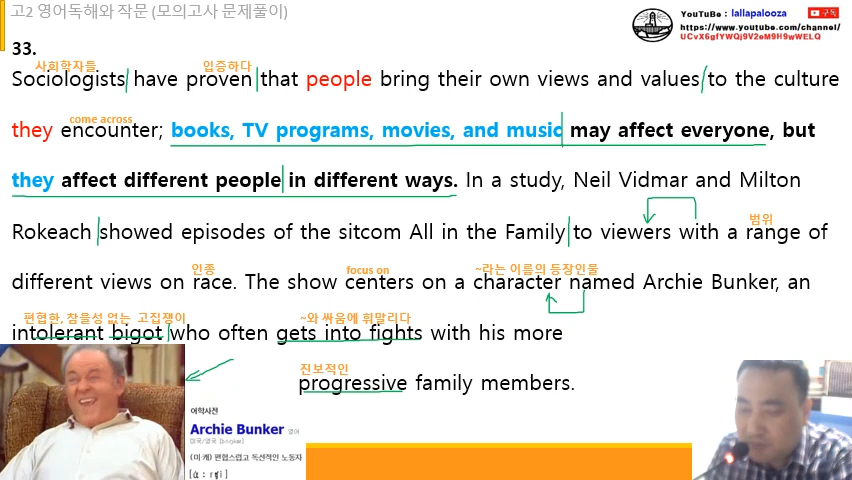 고2 영어독해와 작문 (모의고사 문제풀이)
YouTuBe : lallapalooza 구독
https://www.youtube.com/channel/
UCvX6gfYWQj9V2eM9H9wWELQ
33.
사회학자들 입증하다
Sociologists have proven that people bring their own views and values to the culture
come across
they encounter; books, TV programs, movies, and music may affect everyone, but
they affect different people in different ways. In a study, Neil Vidmar and Milton
범위
Rokeach showed episodes of the sitcom All in the Family to viewers with a range of
인종 focus on ~라는 이름의 등장인물
different views on race. The show centers on a character named Archie Bunker, an
편협한, 참을성 없는 고집쟁이 ~와 싸움에 휘말리다
intolerant bigot who often gets into fights with his more
진보적인
progressive family members.
어학사전
Archie Bunker 영어
(미·캐) 편협스럽고 독선적인 노동자